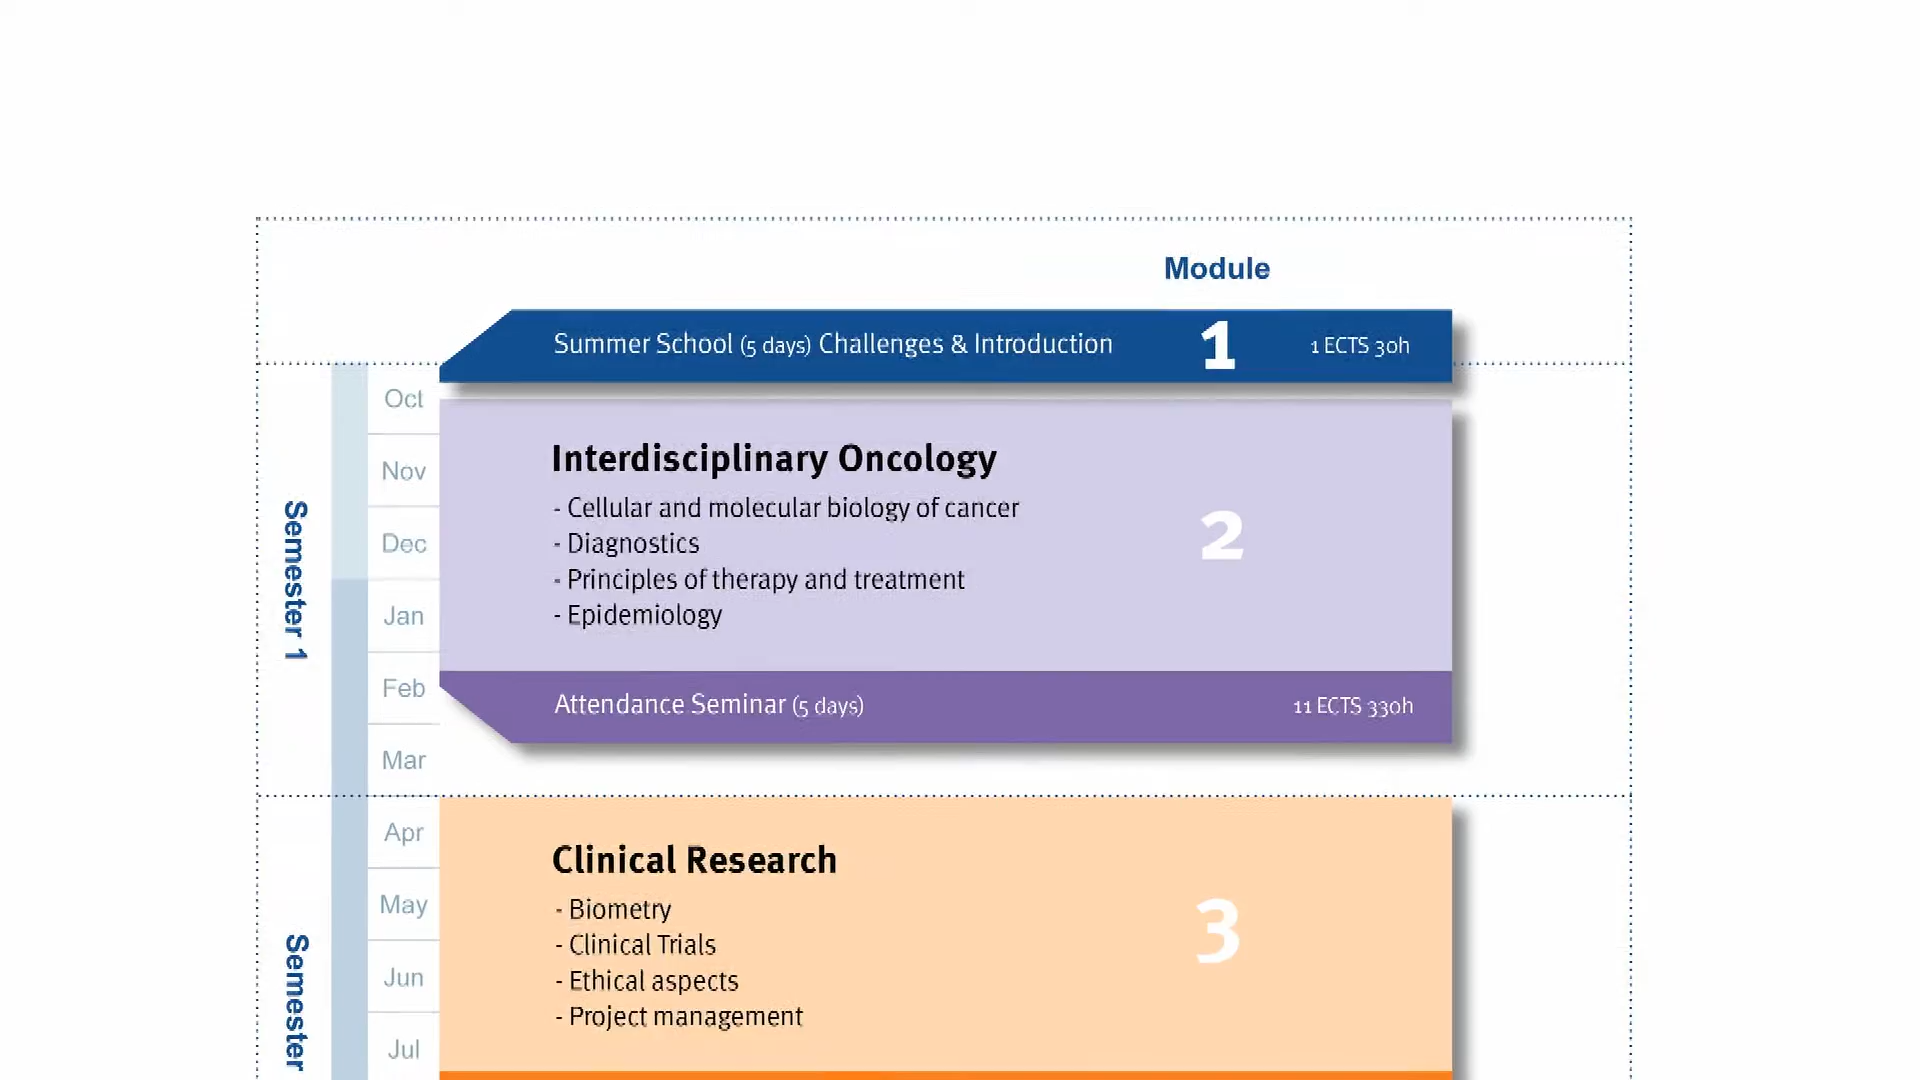 Module
Summer School (5 days) Challenges & Introduction 1 1 ECTS 30h
Oct
Nov
Dec
Jan
Feb
Mar
Semester 1
Interdisciplinary Oncology
- Cellular and molecular biology of cancer
- Diagnostics
- Principles of therapy and treatment
- Epidemiology
2
Attendance Seminar (5 days) 11 ECTS 330h
Apr
May
Jun
Jul
Semester
Clinical Research
- Biometry
- Clinical Trials
- Ethical aspects
- Project management
3